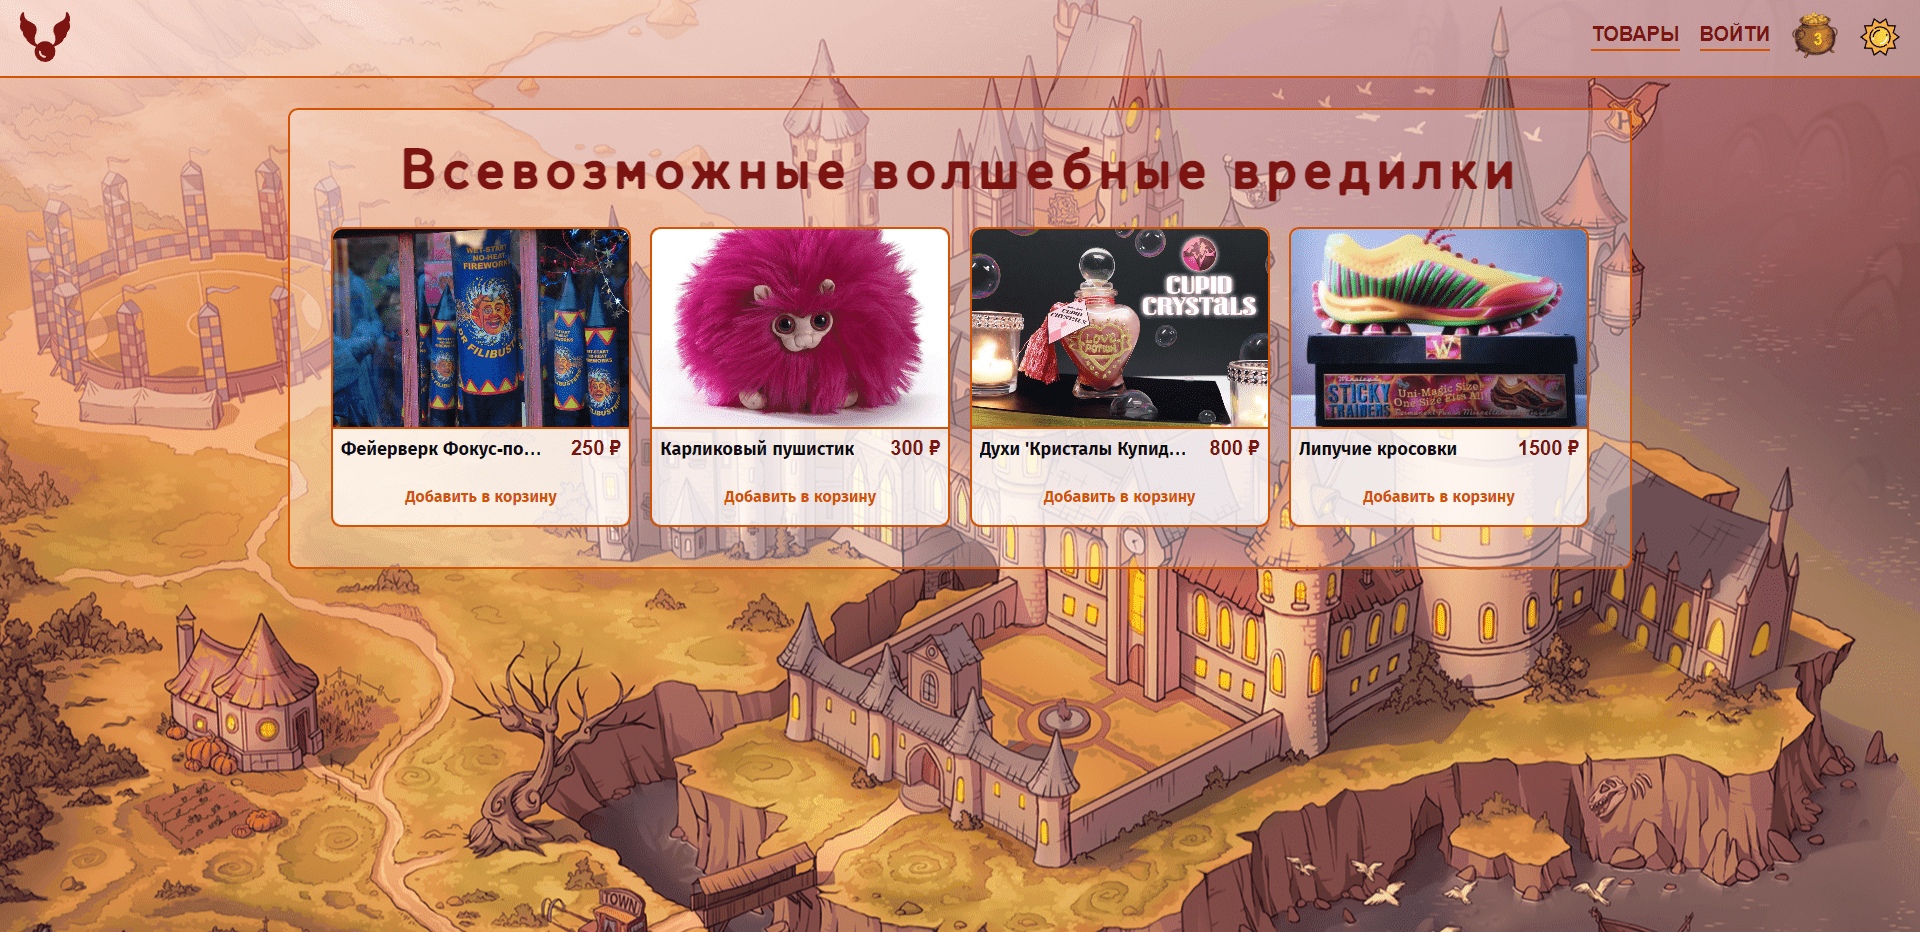 ТОВАРЫ ВОЙТИ 3
Всевозможные волшебные вредилки
WET-START
NO-HEAT
FIREWORKS
FILIBUSTER
CUPID
CRYSTALS
LOVE
POTION
W
STICKY
TRAINERS
Uni-Magic Size!
One Size Fits All!
Фейерверк Фокус-по... 250 ₽
Карликовый пушистик 300 ₽
Духи 'Кристалы Купид... 800 ₽
Липучие кросовки 1500 ₽
Добавить в корзину
Добавить в корзину
Добавить в корзину
Добавить в корзину
H
TOWN